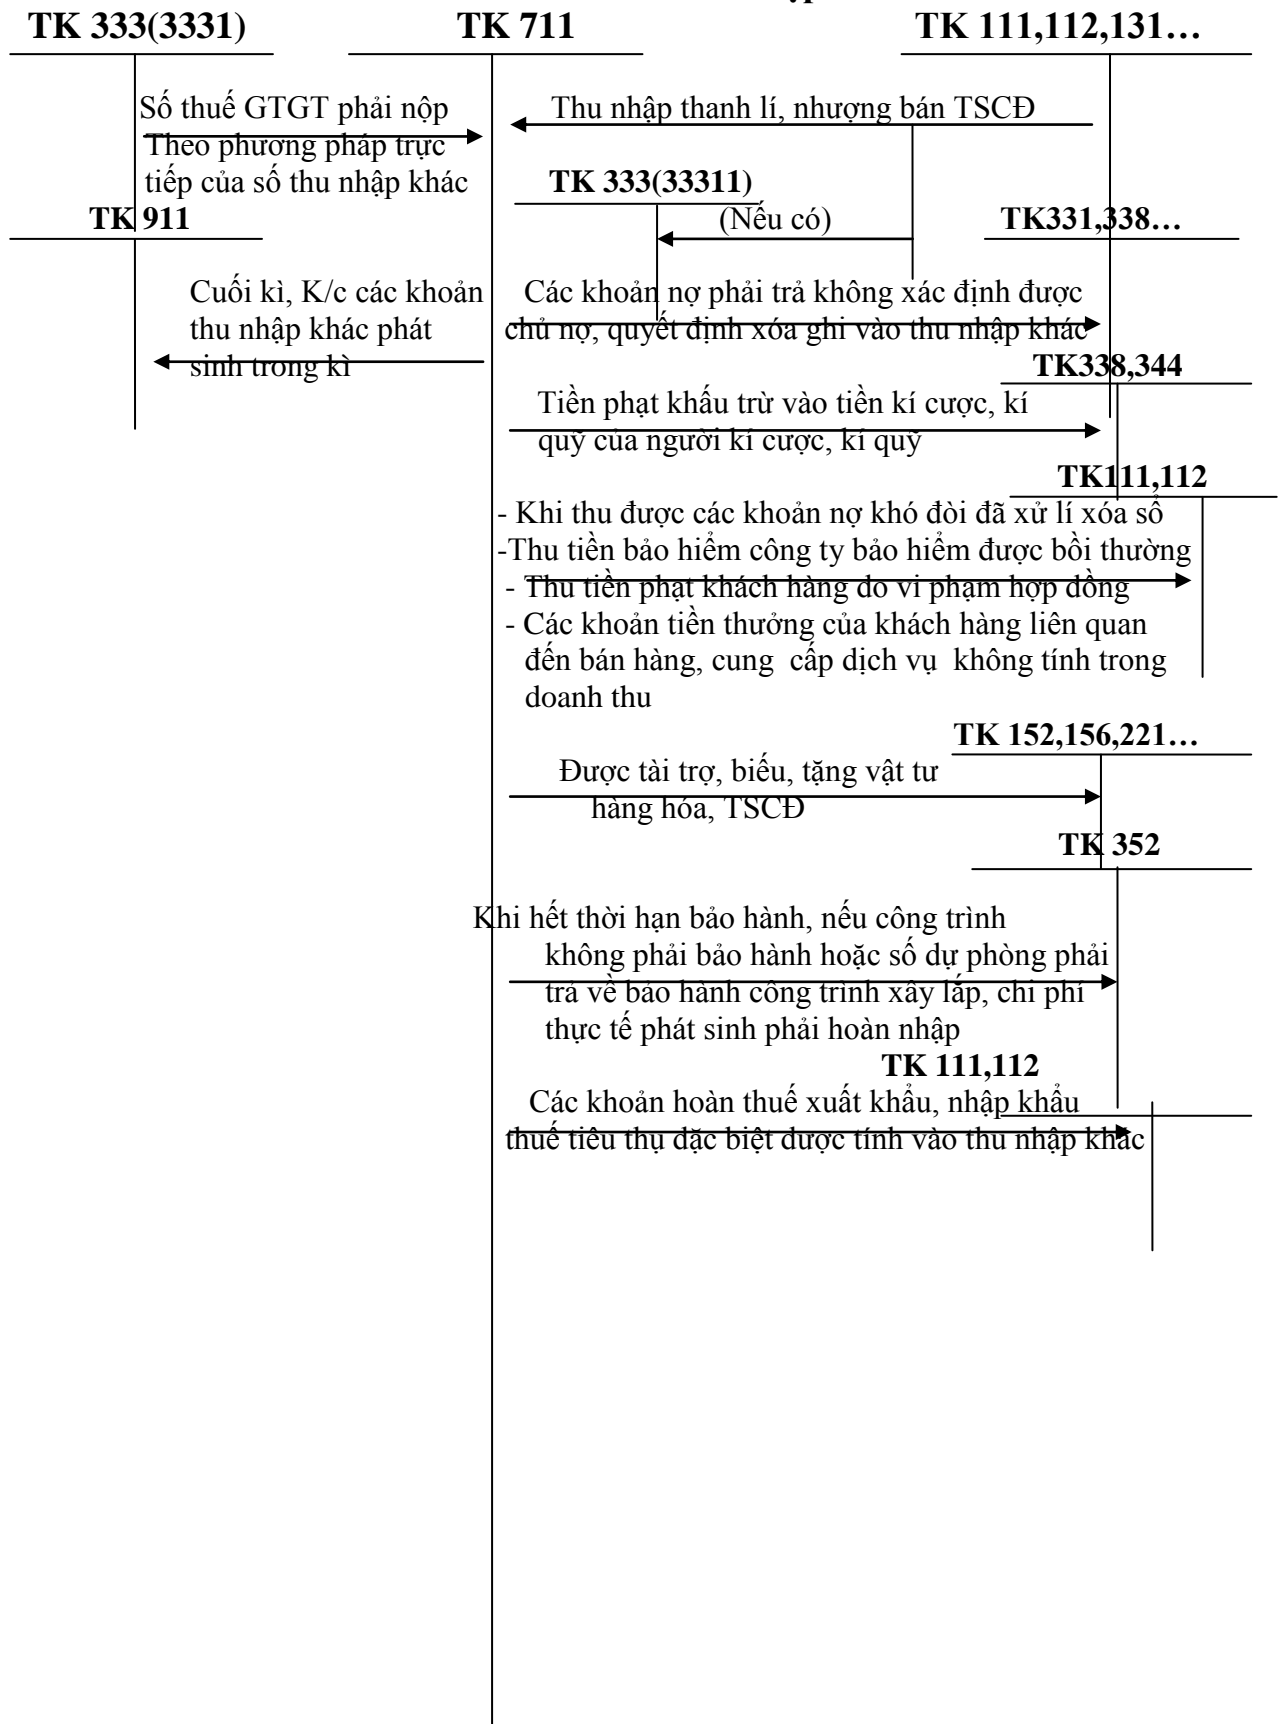 TK 333(3331)
TK 711
TK 111,112,131…
Số thuế GTGT phải nộp
Theo phương pháp trực
tiếp của số thu nhập khác
Thu nhập thanh lí, nhượng bán TSCĐ
TK 333(33311)
(Nếu có)
TK 911
TK331,338…
Cuối kì, K/c các khoản
thu nhập khác phát
sinh trong kì
Các khoản nợ phải trả không xác định được
chủ nợ, quyết định xóa ghi vào thu nhập khác
TK338,344
Tiền phạt khấu trừ vào tiền kí cược, kí
quỹ của người kí cược, kí quỹ
TK111,112
- Khi thu được các khoản nợ khó đòi đã xử lí xóa sổ
-Thu tiền bảo hiểm công ty bảo hiểm được bồi thường
- Thu tiền phạt khách hàng do vi phạm hợp đồng
- Các khoản tiền thưởng của khách hàng liên quan
đến bán hàng, cung cấp dịch vụ không tính trong
doanh thu
TK 152,156,221…
Được tài trợ, biếu, tặng vật tư
hàng hóa, TSCĐ
TK 352
Khi hết thời hạn bảo hành, nếu công trình
không phải bảo hành hoặc số dự phòng phải
trả về bảo hành công trình xây lắp, chi phí
thực tế phát sinh phải hoàn nhập
TK 111,112
Các khoản hoàn thuế xuất khẩu, nhập khẩu
thuế tiêu thụ đặc biệt được tính vào thu nhập khác